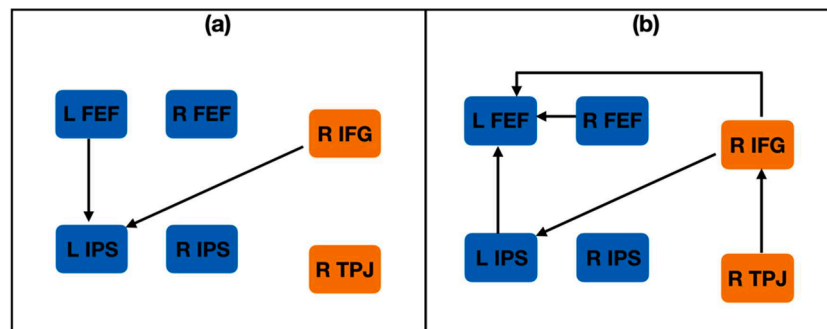 (a)
L FEF
R FEF
R IFG
L IPS
R IPS
R TPJ
(b)
L FEF
R FEF
R IFG
L IPS
R IPS
R TPJ